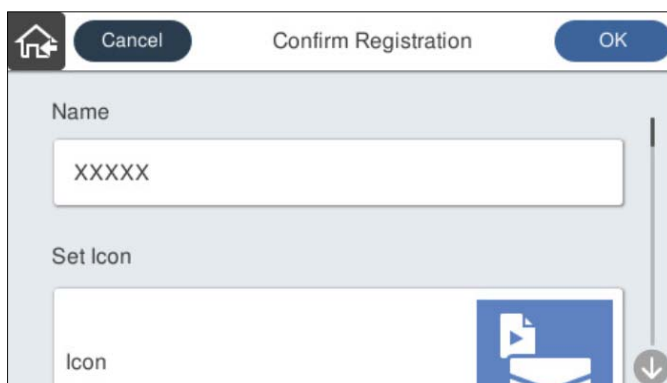 Cancel Confirm Registration OK
Name
XXXXX
Set Icon
Icon